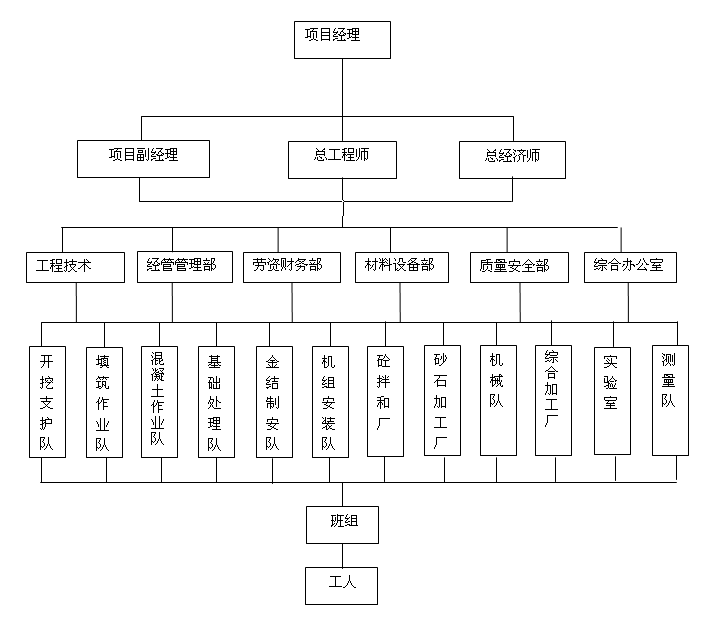 项目经理
项目副经理
总工程师
总经济师
工程技术
经管管理部
劳资财务部
材料设备部
质量安全部
综合办公室
开挖支护队
填筑作业队
混凝土作业队
基础处理队
金结制安队
机组安装队
砼拌和厂
砂石加工厂
机械队
综合加工厂
实验室
测量队
班组
工人